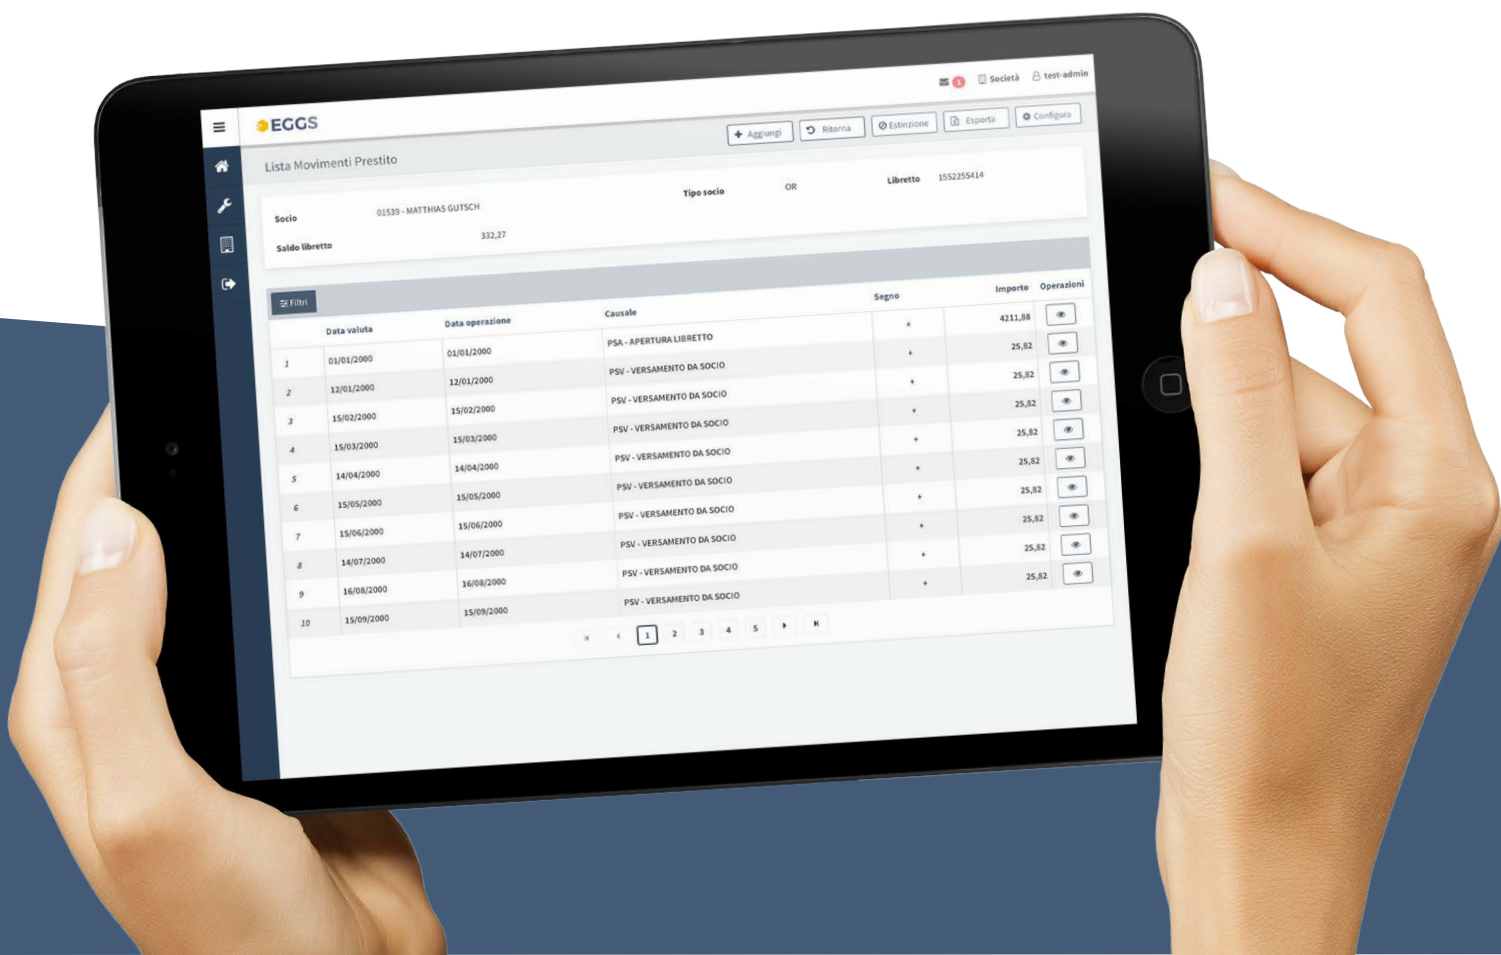 EGGS
1 Società test-admin
Lista Movimenti Prestito
Aggiungi Ritorna Estinzione Esporta Configura
Socio 01539 - MATTHIAS GUTSCH Tipo socio OR Libretto 1552255414
Saldo libretto 332,27
Filtri
Data valuta Data operazione Causale Segno Importo Operazioni
1 01/01/2000 01/01/2000 PSA - APERTURA LIBRETTO + 4211,88
2 12/01/2000 12/01/2000 PSV - VERSAMENTO DA SOCIO + 25,82
3 15/02/2000 15/02/2000 PSV - VERSAMENTO DA SOCIO + 25,82
4 15/03/2000 15/03/2000 PSV - VERSAMENTO DA SOCIO + 25,82
5 14/04/2000 14/04/2000 PSV - VERSAMENTO DA SOCIO + 25,82
6 15/05/2000 15/05/2000 PSV - VERSAMENTO DA SOCIO + 25,82
7 15/06/2000 15/06/2000 PSV - VERSAMENTO DA SOCIO + 25,82
8 14/07/2000 14/07/2000 PSV - VERSAMENTO DA SOCIO + 25,82
9 16/08/2000 16/08/2000 PSV - VERSAMENTO DA SOCIO + 25,82
10 15/09/2000 15/09/2000 PSV - VERSAMENTO DA SOCIO + 25,82
1 2 3 4 5